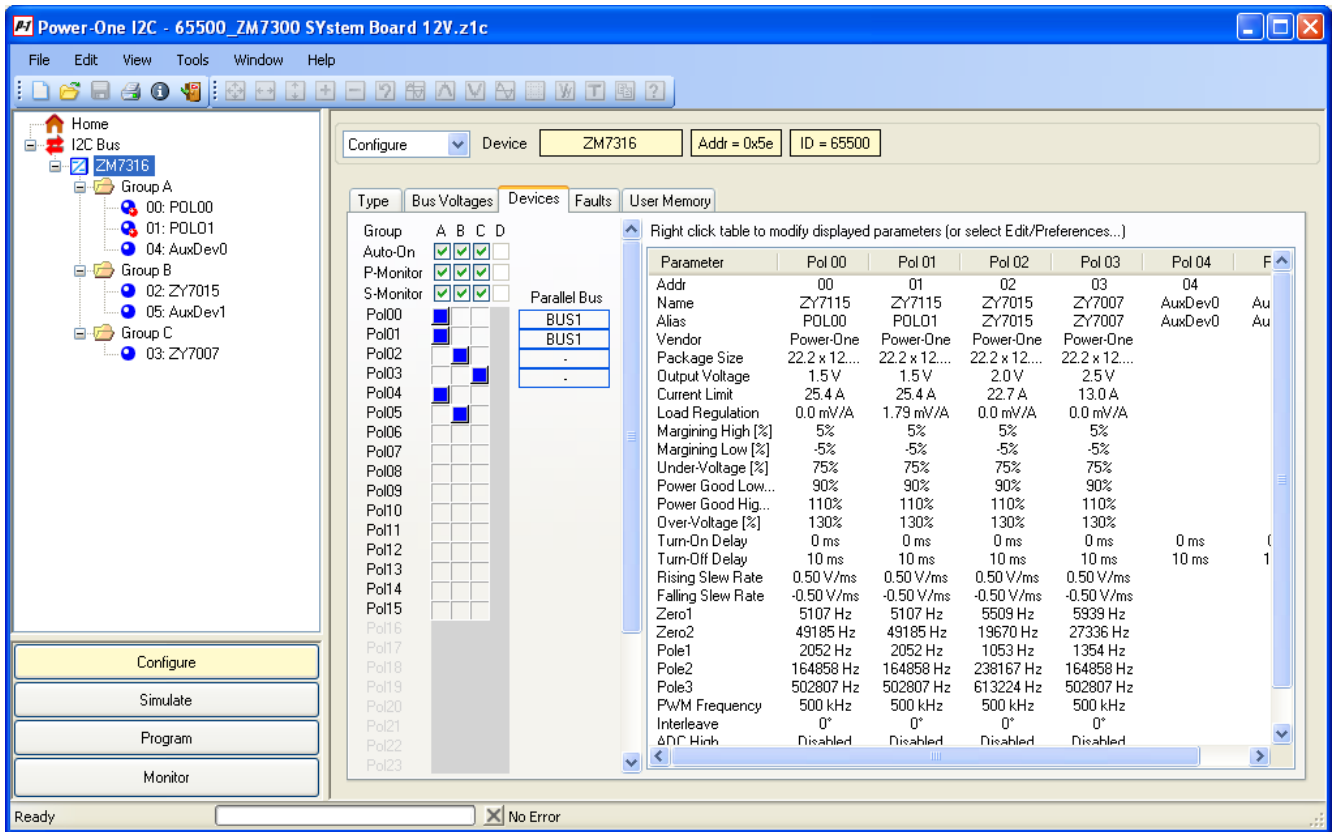 Power-One I2C - 65500_ZM7300 SYstem Board 12V.z1c
File Edit View Tools Window Help
Home
I2C Bus
ZM7316
Group A
00: POL00
01: POL01
04: AuxDev0
Group B
02: ZY7015
05: AuxDev1
Group C
03: ZY7007
Configure
Simulate
Program
Monitor
Configure Device ZM7316 Addr = 0x5e ID = 65500
Type Bus Voltages Devices Faults User Memory
Group A B C D
Auto-On
P-Monitor
S-Monitor Parallel Bus
Pol00 BUS1
Pol01 BUS1
Pol02 -
Pol03 -
Pol04
Pol05
Pol06
Pol07
Pol08
Pol09
Pol10
Pol11
Pol12
Pol13
Pol14
Pol15
Pol16
Pol17
Pol18
Pol19
Pol20
Pol21
Pol22
Pol23
Right click table to modify displayed parameters (or select Edit/Preferences...)
Parameter Pol 00 Pol 01 Pol 02 Pol 03 Pol 04
Addr 00 01 02 03 04
Name ZY7115 ZY7115 ZY7015 ZY7007 AuxDev0 Au
Alias POL00 POL01 ZY7015 ZY7007 AuxDev0 Au
Vendor Power-One Power-One Power-One Power-One
Package Size 22.2 x 12.... 22.2 x 12.... 22.2 x 12.... 22.2 x 12....
Output Voltage 1.5 V 1.5 V 2.0 V 2.5 V
Current Limit 25.4 A 25.4 A 22.7 A 13.0 A
Load Regulation 0.0 mV/A 1.79 mV/A 0.0 mV/A 0.0 mV/A
Margining High [%] 5% 5% 5% 5%
Margining Low [%] -5% -5% -5% -5%
Under-Voltage [%] 75% 75% 75% 75%
Power Good Low... 90% 90% 90% 90%
Power Good Hig... 110% 110% 110% 110%
Over-Voltage [%] 130% 130% 130% 130%
Turn-On Delay 0 ms 0 ms 0 ms 0 ms 0 ms
Turn-Off Delay 10 ms 10 ms 10 ms 10 ms 10 ms 1
Rising Slew Rate 0.50 V/ms 0.50 V/ms 0.50 V/ms 0.50 V/ms
Falling Slew Rate -0.50 V/ms -0.50 V/ms -0.50 V/ms -0.50 V/ms
Zero1 5107 Hz 5107 Hz 5509 Hz 5939 Hz
Zero2 49185 Hz 49185 Hz 19670 Hz 27336 Hz
Pole1 2052 Hz 2052 Hz 1053 Hz 1354 Hz
Pole2 164858 Hz 164858 Hz 238167 Hz 164858 Hz
Pole3 502807 Hz 502807 Hz 613224 Hz 502807 Hz
PWM Frequency 500 kHz 500 kHz 500 kHz 500 kHz
Interleave 0° 0° 0° 0°
ADC High Disabled Disabled Disabled Disabled
Ready No Error